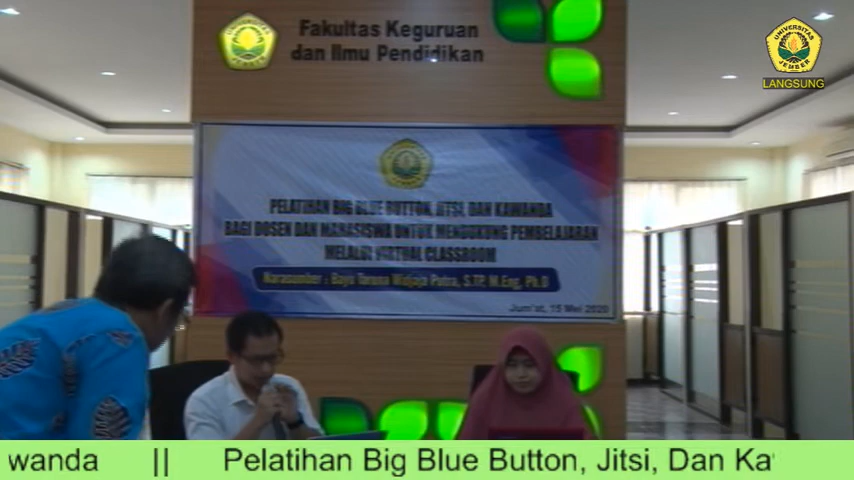 Fakultas Keguruan
dan Ilmu Pendidikan
UNIVERSITAS
JEMBER
LANGSUNG
PELATIHAN BIG BLUE BUTTON, JITSI, DAN KAWANDA
BAGI DOSEN DAN MAHASISWA UNTUK MENDUKUNG PEMBELAJARAN
MELALUI VIRTUAL CLASSROOM
Narasumber : Bayu Taruna Widjaja Putra, S.TP, M.Eng, Ph.D
Jum'at, 15 Mei 2020
wanda || Pelatihan Big Blue Button, Jitsi, Dan Ka